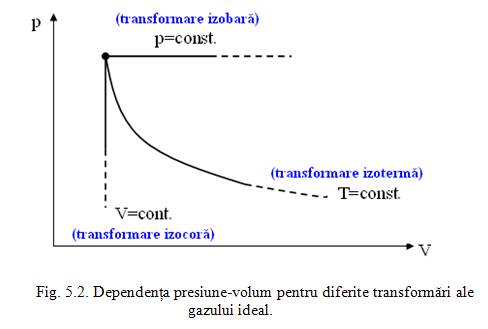 p
(transformare izobară)
p=const.
(transformare izotermă)
T=const.
V=cont.
(transformare izocoră)
V
Fig. 5.2. Dependența presiune-volum pentru diferite transformări ale
gazului ideal.